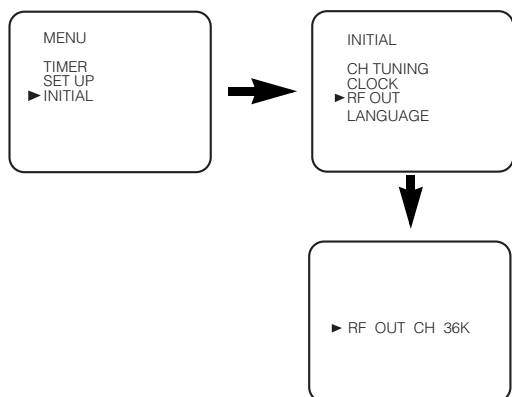 MENU
TIMER
SET UP
►INITIAL
INITIAL
CH TUNING
CLOCK
►RF OUT
LANGUAGE
► RF OUT CH 36K